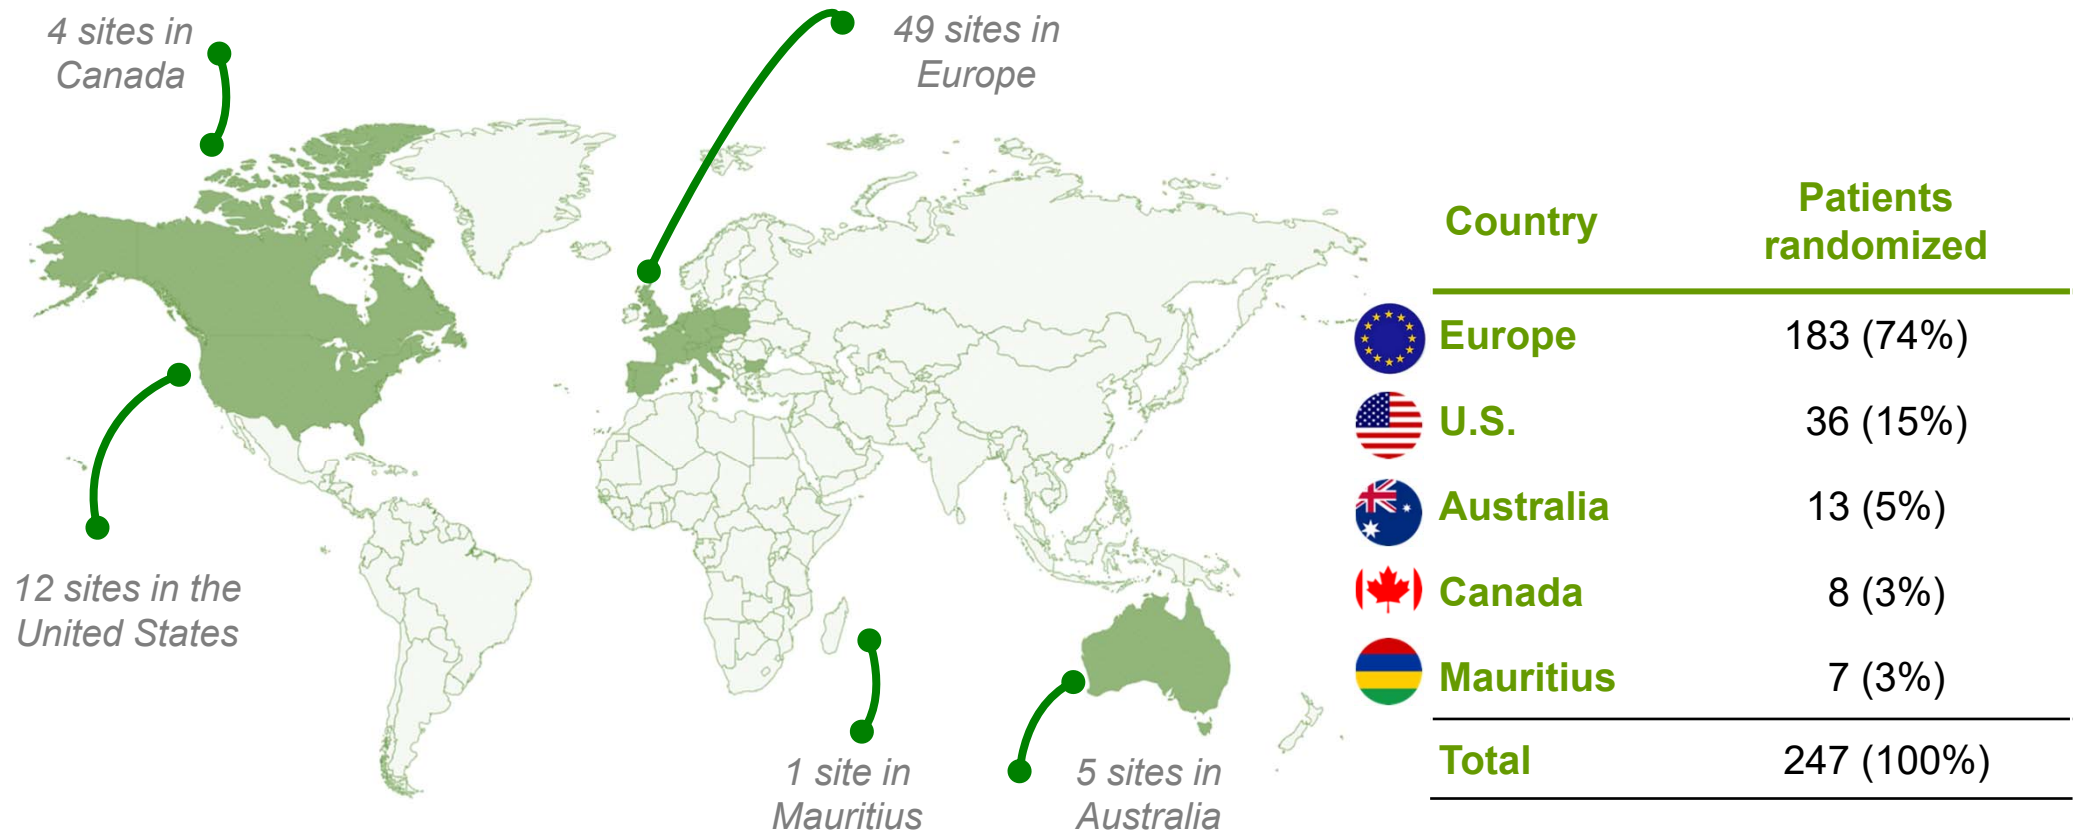 4 sites in
Canada
49 sites in
Europe
12 sites in the
United States
1 site in
Mauritius
5 sites in
Australia
Country
Patients
randomized
Europe 183 (74%)
U.S. 36 (15%)
Australia 13 (5%)
Canada 8 (3%)
Mauritius 7 (3%)
Total 247 (100%)